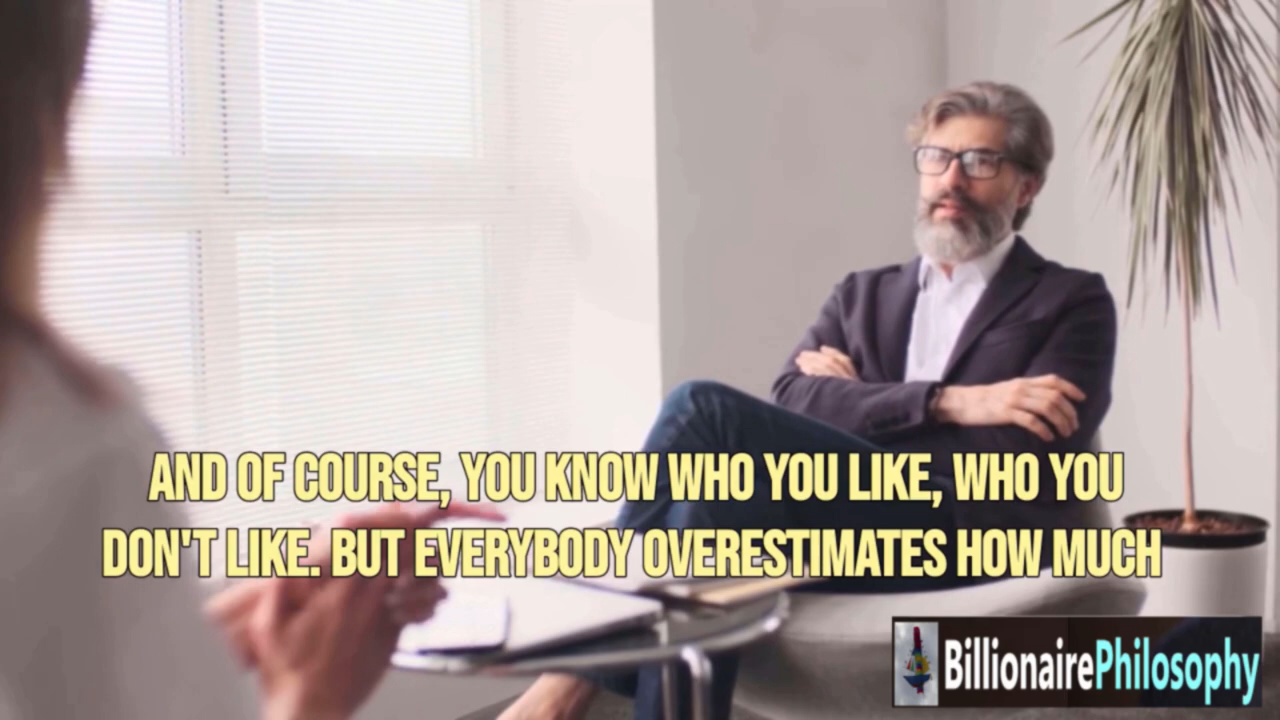 AND OF COURSE, YOU KNOW WHO YOU LIKE, WHO YOU
DON'T LIKE. BUT EVERYBODY OVERESTIMATES HOW MUCH
BillionairePhilosophy